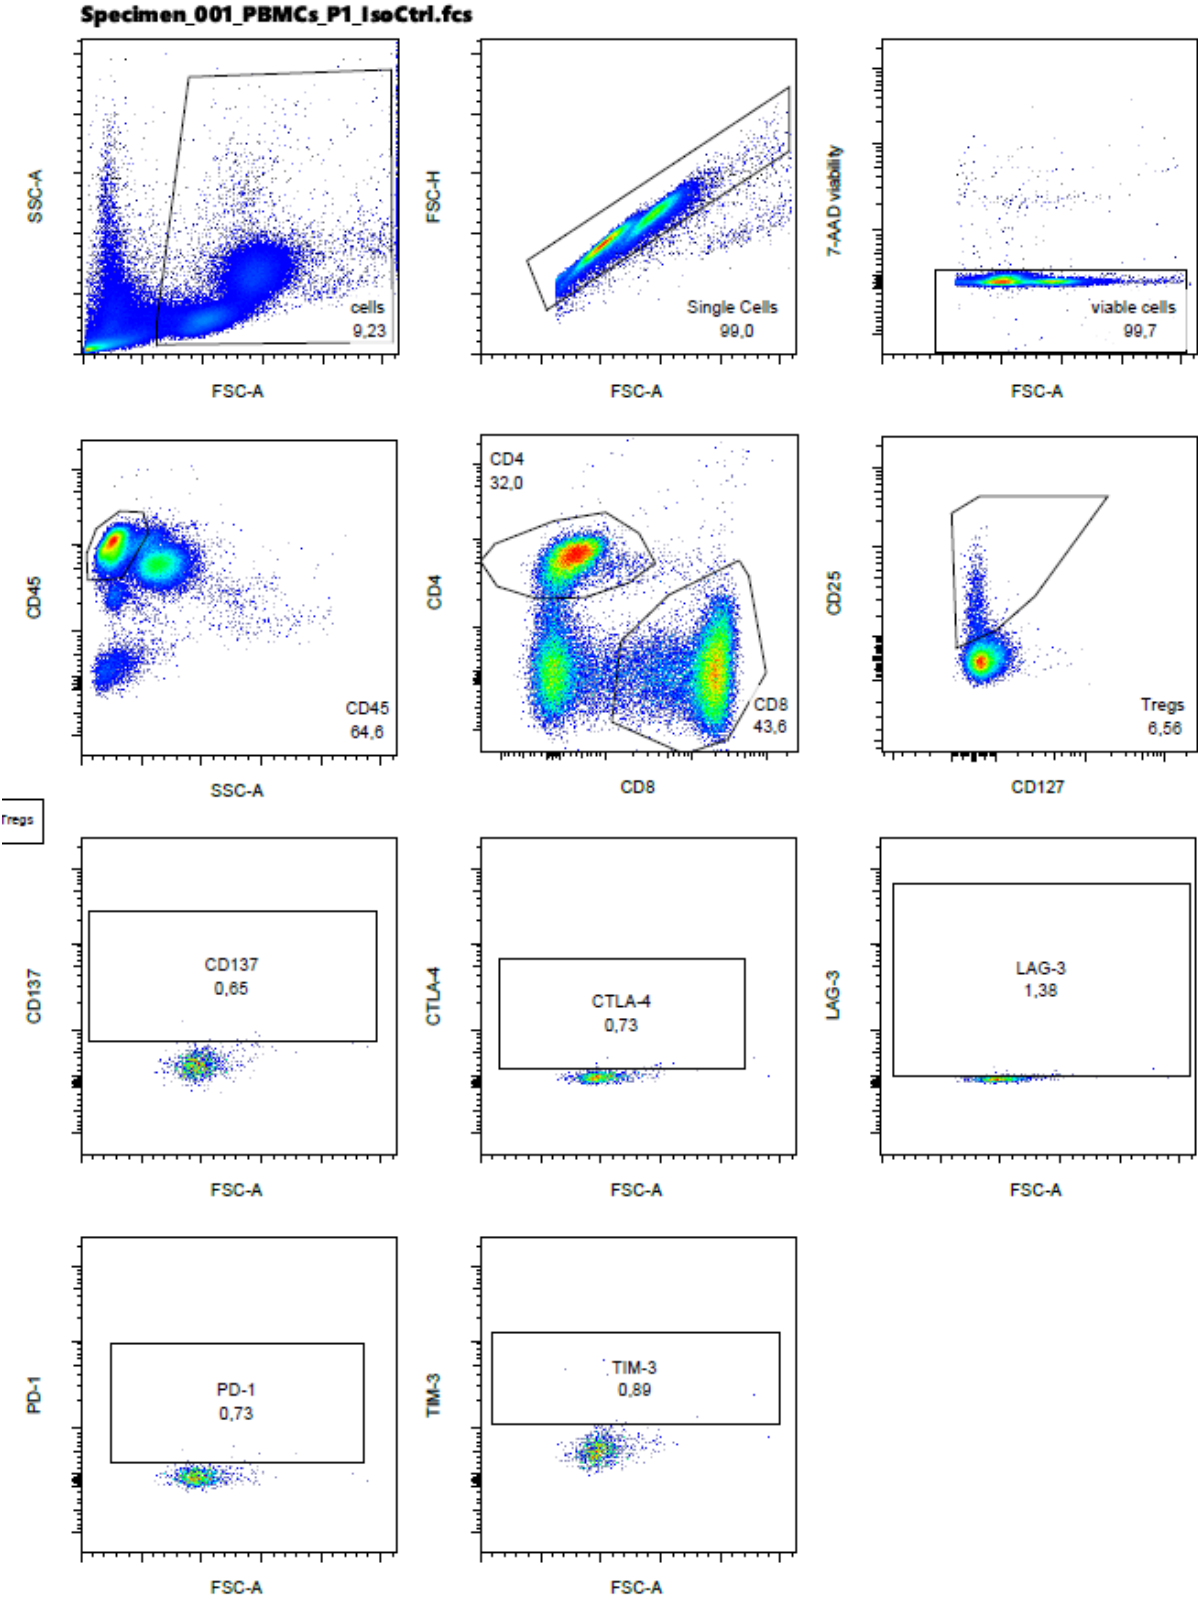 Specimen_001_PBMCs_P1_IsoCtrl.fcs
SSC-A
cells
9,23
FSC-A
FSC-H
Single Cells
99,0
FSC-A
7-AAD viability
viable cells
99,7
FSC-A
CD45
CD45
64,6
SSC-A
CD4
CD4
32,0
CD8
43,6
CD8
CD25
Tregs
6,56
CD127
Tregs
CD137
CD137
0,65
FSC-A
CTLA-4
CTLA-4
0,73
FSC-A
LAG-3
LAG-3
1,38
FSC-A
PD-1
PD-1
0,73
FSC-A
TIM-3
TIM-3
0,89
FSC-A